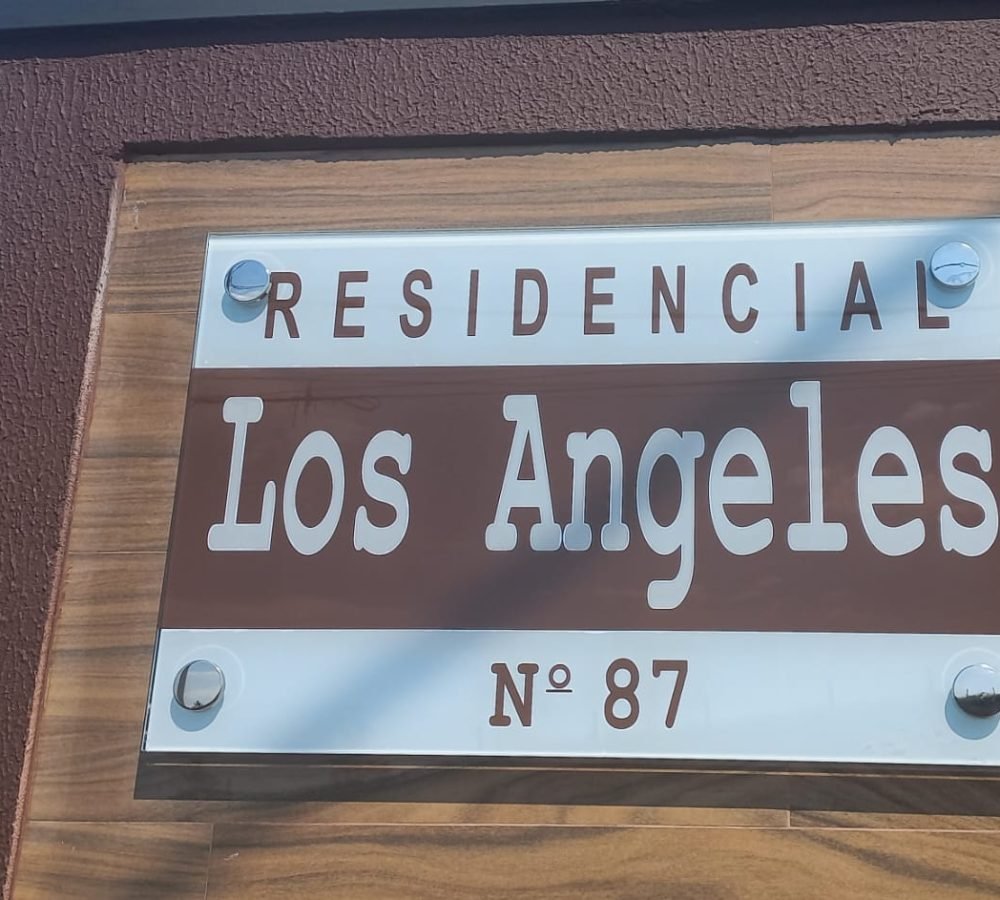 RESIDENCIAL
Los Angeles
Nº 87